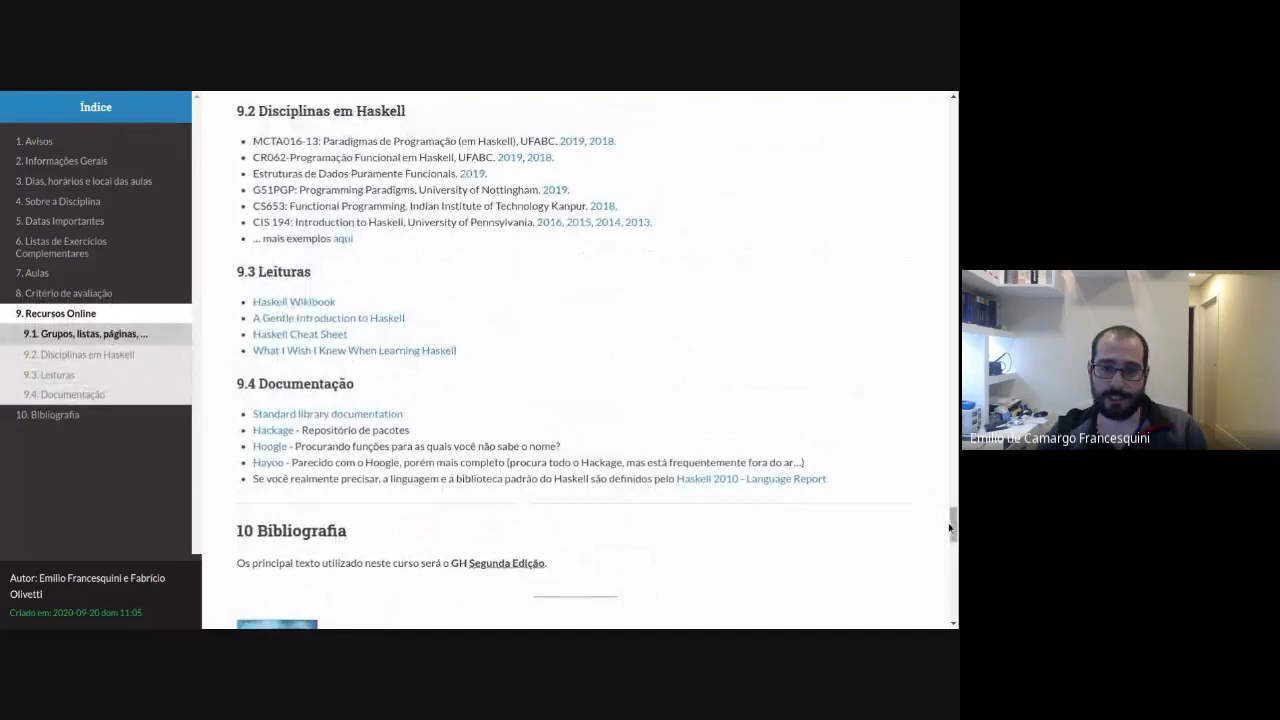 Índice
1. Avisos
2. Informações Gerais
3. Dias, horários e local das aulas
4. Sobre a Disciplina
5. Datas Importantes
6. Listas de Exercícios
Complementares
7. Aulas
8. Critério de avaliação
9. Recursos Online
9.1. Grupos, listas, páginas, ...
9.2. Disciplinas em Haskell
9.3. Leituras
9.4. Documentação
10. Bibliografia
Autor: Emilio Francesquini e Fabrício
Olivetti
Criado em: 2020-09-20 dom 11:05
9.2 Disciplinas em Haskell
MCTA016-13: Paradigmas de Programação (em Haskell), UFABC. 2019, 2018.
CR062-Programação Funcional em Haskell, UFABC. 2019, 2018.
Estruturas de Dados Puramente Funcionais. 2019.
G51PGP: Programming Paradigms, University of Nottingham. 2019.
CS653: Functional Programming. Indian Institute of Technology Kanpur. 2018.
CIS 194: Introduction to Haskell, University of Pennsylvania. 2016, 2015, 2014, 2013.
... mais exemplos aqui
9.3 Leituras
Haskell Wikibook
A Gentle Introduction to Haskell
Haskell Cheat Sheet
What I Wish I Knew When Learning Haskell
9.4 Documentação
Standard library documentation
Hackage - Repositório de pacotes
Hoogle - Procurando funções para as quais você não sabe o nome?
Hayoo - Parecido com o Hoogle, porém mais completo (procura todo o Hackage, mas está frequentemente fora do ar...)
Se você realmente precisar, a linguagem e a biblioteca padrão do Haskell são definidos pelo Haskell 2010 - Language Report
10 Bibliografia
Os principal texto utilizado neste curso será o GH Segunda Edição.
Emilio de Camargo Francesquini